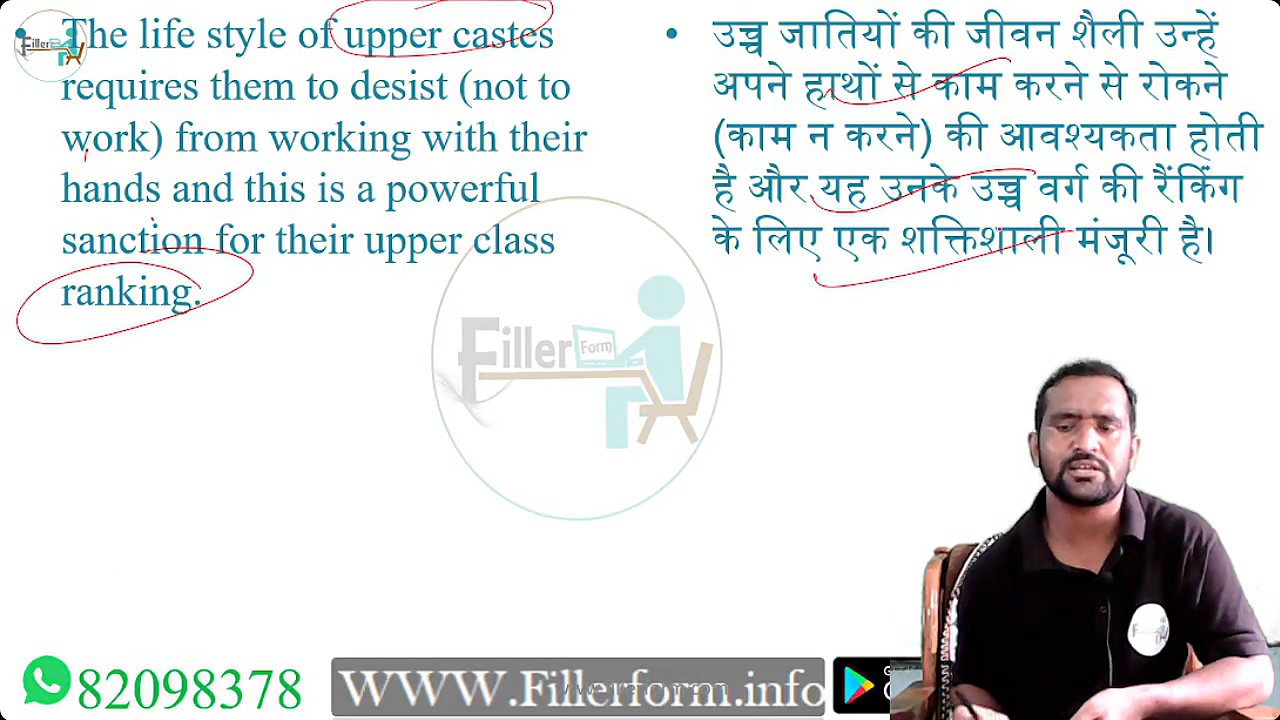 The life style of upper castes
requires them to desist (not to
work) from working with their
hands and this is a powerful
sanction for their upper class
ranking.
उच्च जातियों की जीवन शैली उन्हें
अपने हाथों से काम करने से रोकने
(काम न करने) की आवश्यकता होती
है और यह उनके उच्च वर्ग की रैंकिंग
के लिए एक शक्तिशाली मंजूरी है।
Filler
Filler Form
82098378
WWW.Fillerform.info